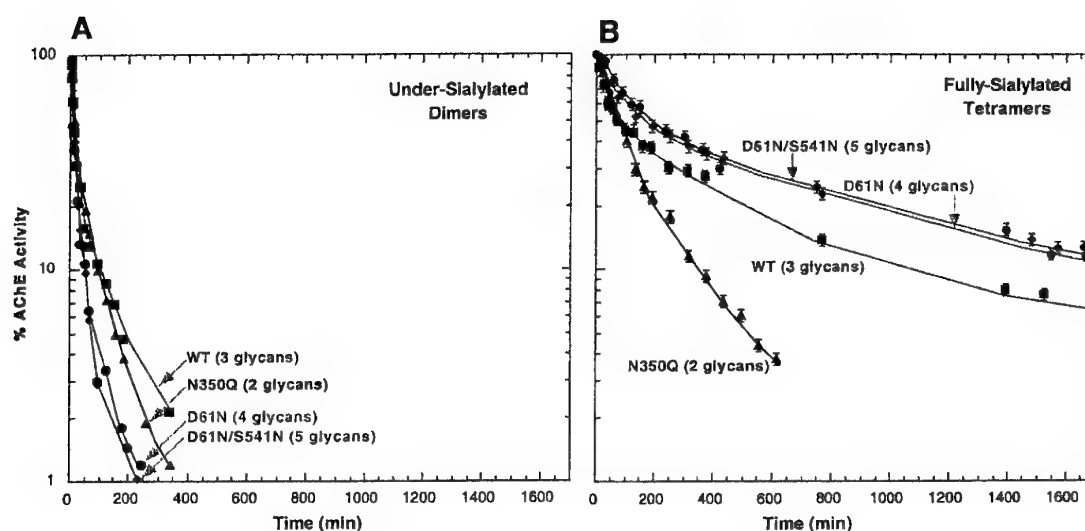 A
B
100
10
1
% AChE Activity
Under-Sialylated
Dimers
WT (3 glycans)
N350Q (2 glycans)
D61N (4 glycans)
D61N/S541N (5 glycans)
0 200 400 600 800 1000 1200 1400 1600
Time (min)
Fully-Sialylated
Tetramers
D61N/S541N (5 glycans)
D61N (4 glycans)
WT (3 glycans)
N350Q (2 glycans)
0 200 400 600 800 1000 1200 1400 1600
Time (min)